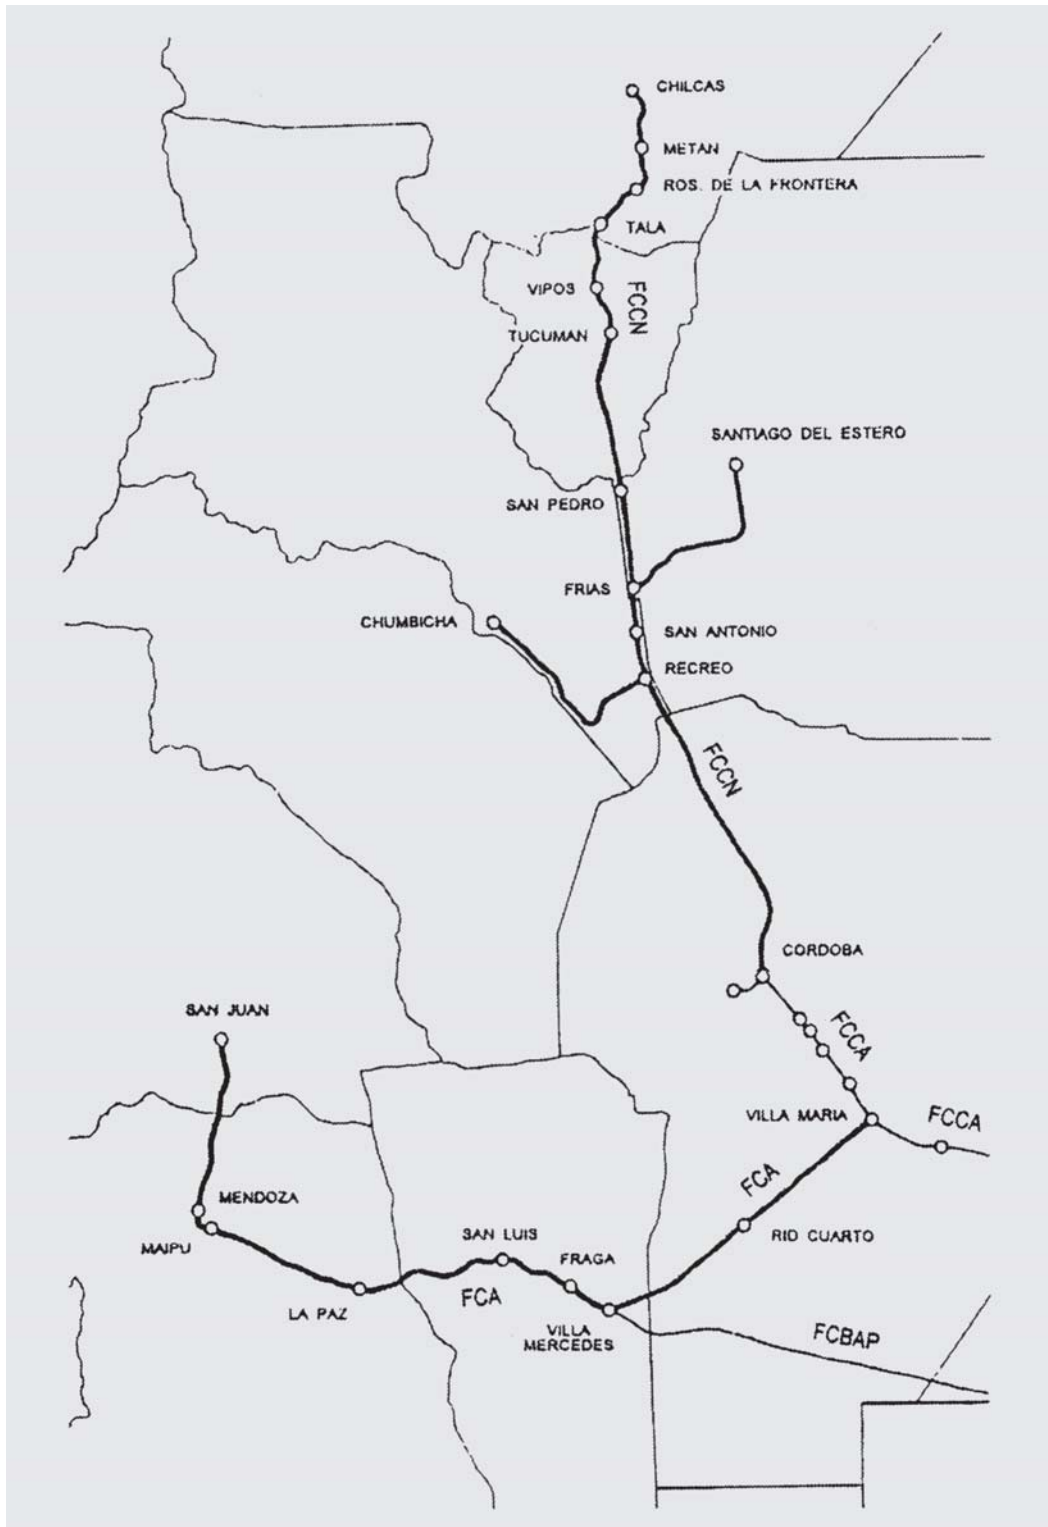 CHILCAS
METAN
ROS. DE LA FRONTERA
TALA
VIPOS
FCCN
TUCUMAN
SANTIAGO DEL ESTERO
SAN PEDRO
FRIAS
CHUMBICHA
SAN ANTONIO
RECREO
FCCN
CORDOBA
SAN JUAN
FCCA
VILLA MARIA
FCCA
FCA
MENDOZA
MAIPU
SAN LUIS
RIO CUARTO
FRAGA
LA PAZ
FCA
VILLA
MERCEDES
FCBAP